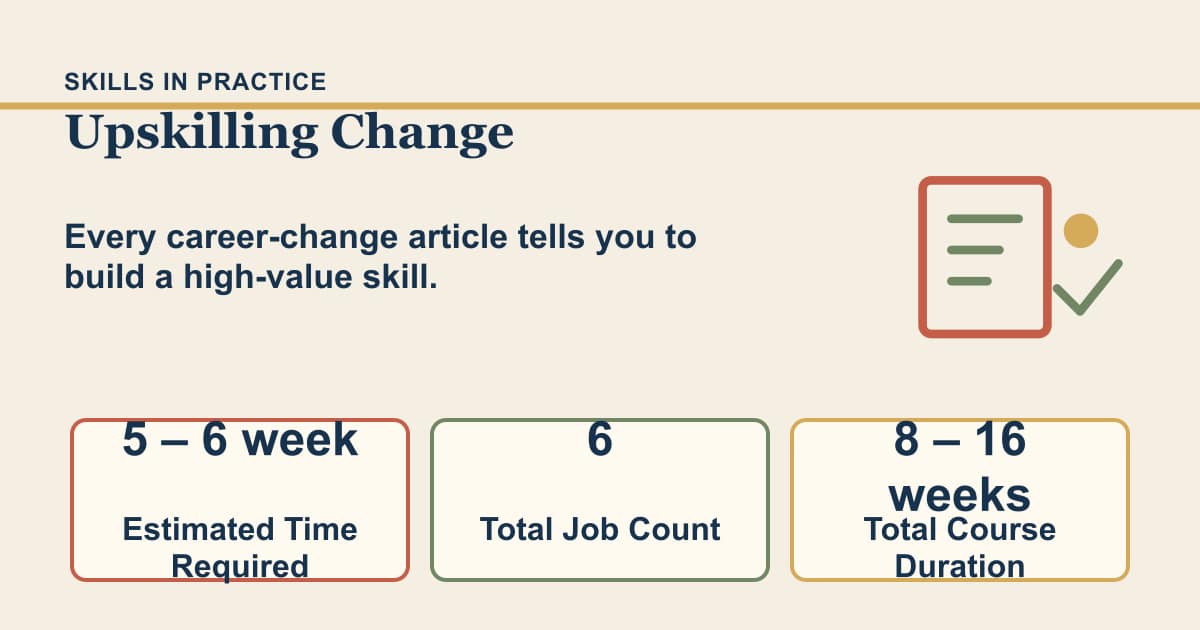 SKILLS IN PRACTICE
Upskilling Change
Every career-change article tells you to
build a high-value skill.
5 – 6 week
Estimated Time
Required
6
Total Job Count
8 – 16
weeks
Total Course
Duration